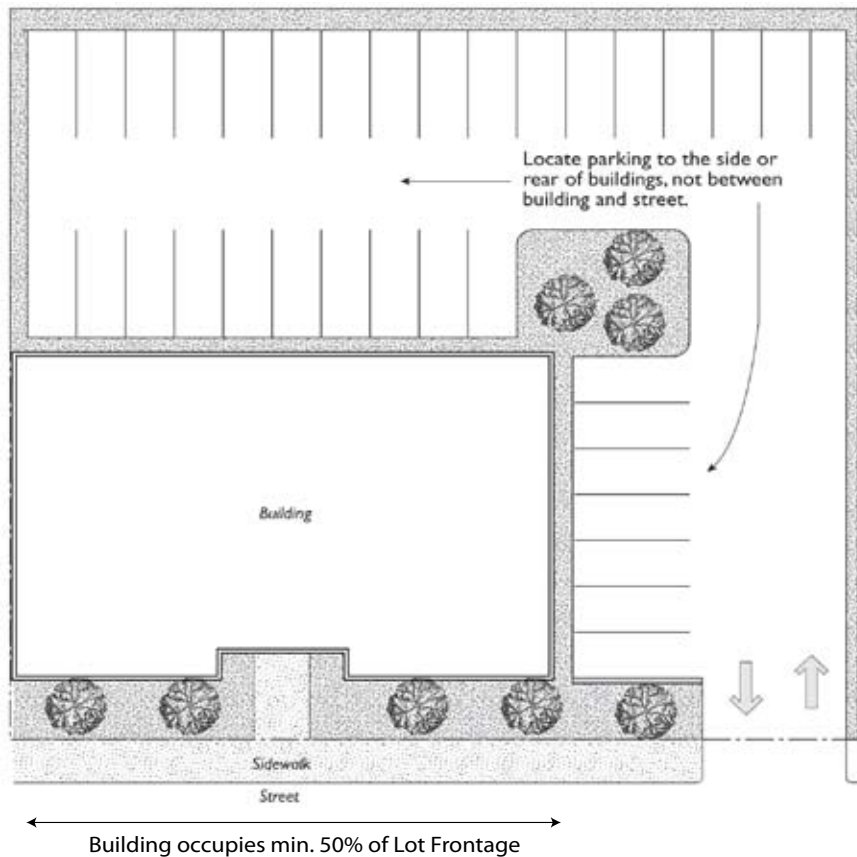 Locate parking to the side or
rear of buildings, not between
building and street.
Building
Sidewalk
Street
Building occupies min. 50% of Lot Frontage